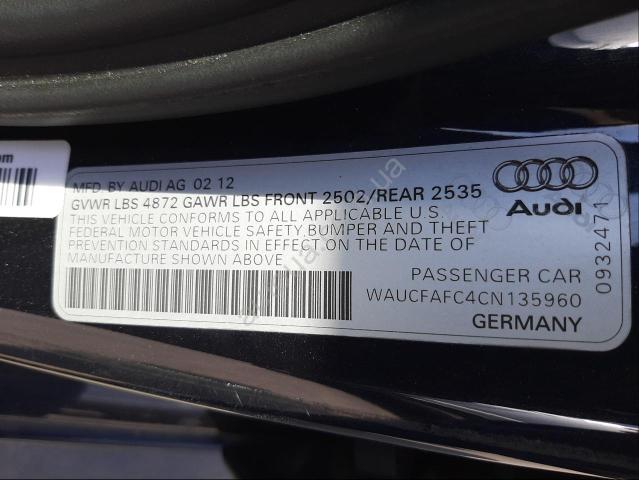 MFD BY AUDI AG 02 12
GVWR LBS 4872 GAWR LBS FRONT 2502/REAR 2535
THIS VEHICLE CONFORMS TO ALL APPLICABLE U.S.
FEDERAL MOTOR VEHICLE SAFETY,BUMPER AND THEFT
PREVENTION STANDARDS IN EFFECT ON THE DATE OF
MANUFACTURE SHOWN ABOVE.
Audi
0932471
PASSENGER CAR
WAUCFAFC4CN135960
GERMANY